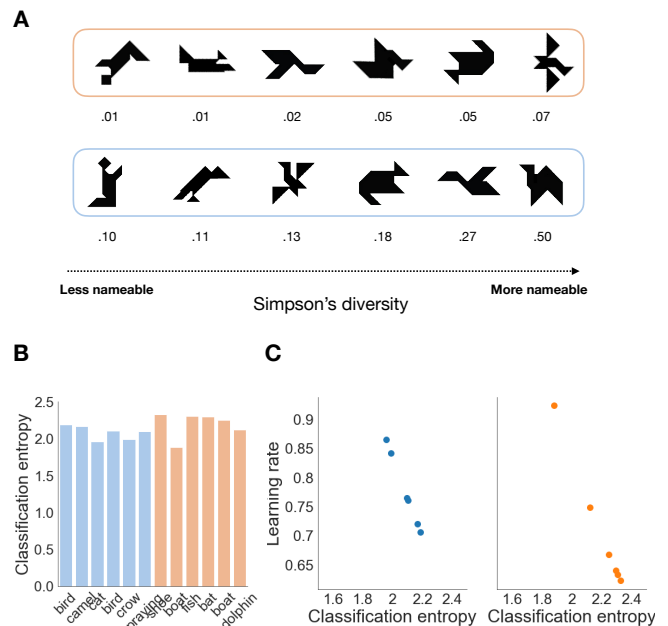 A
.01 .01 .02 .05 .05 .07
.10 .11 .13 .18 .27 .50
Less nameable More nameable
Simpson's diversity
B
Classification entropy
2.5
2.0
1.5
1.0
0.5
0.0
bird camel cat bird crow praying shoe boat fish bat boat dolphin
C
Learning rate
0.9
0.85
0.8
0.75
0.7
0.65
1.6 1.8 2 2.2 2.4 1.6 1.8 2 2.2 2.4
Classification entropy Classification entropy